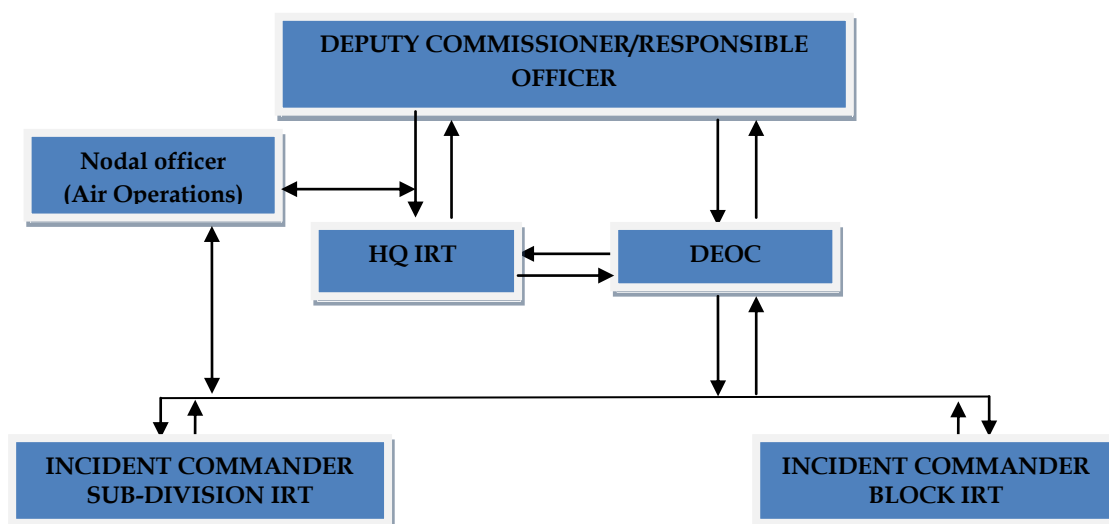 DEPUTY COMMISSIONER/RESPONSIBLE
OFFICER
Nodal officer
(Air Operations)
HQ IRT
DEOC
INCIDENT COMMANDER
SUB-DIVISION IRT
INCIDENT COMMANDER
BLOCK IRT